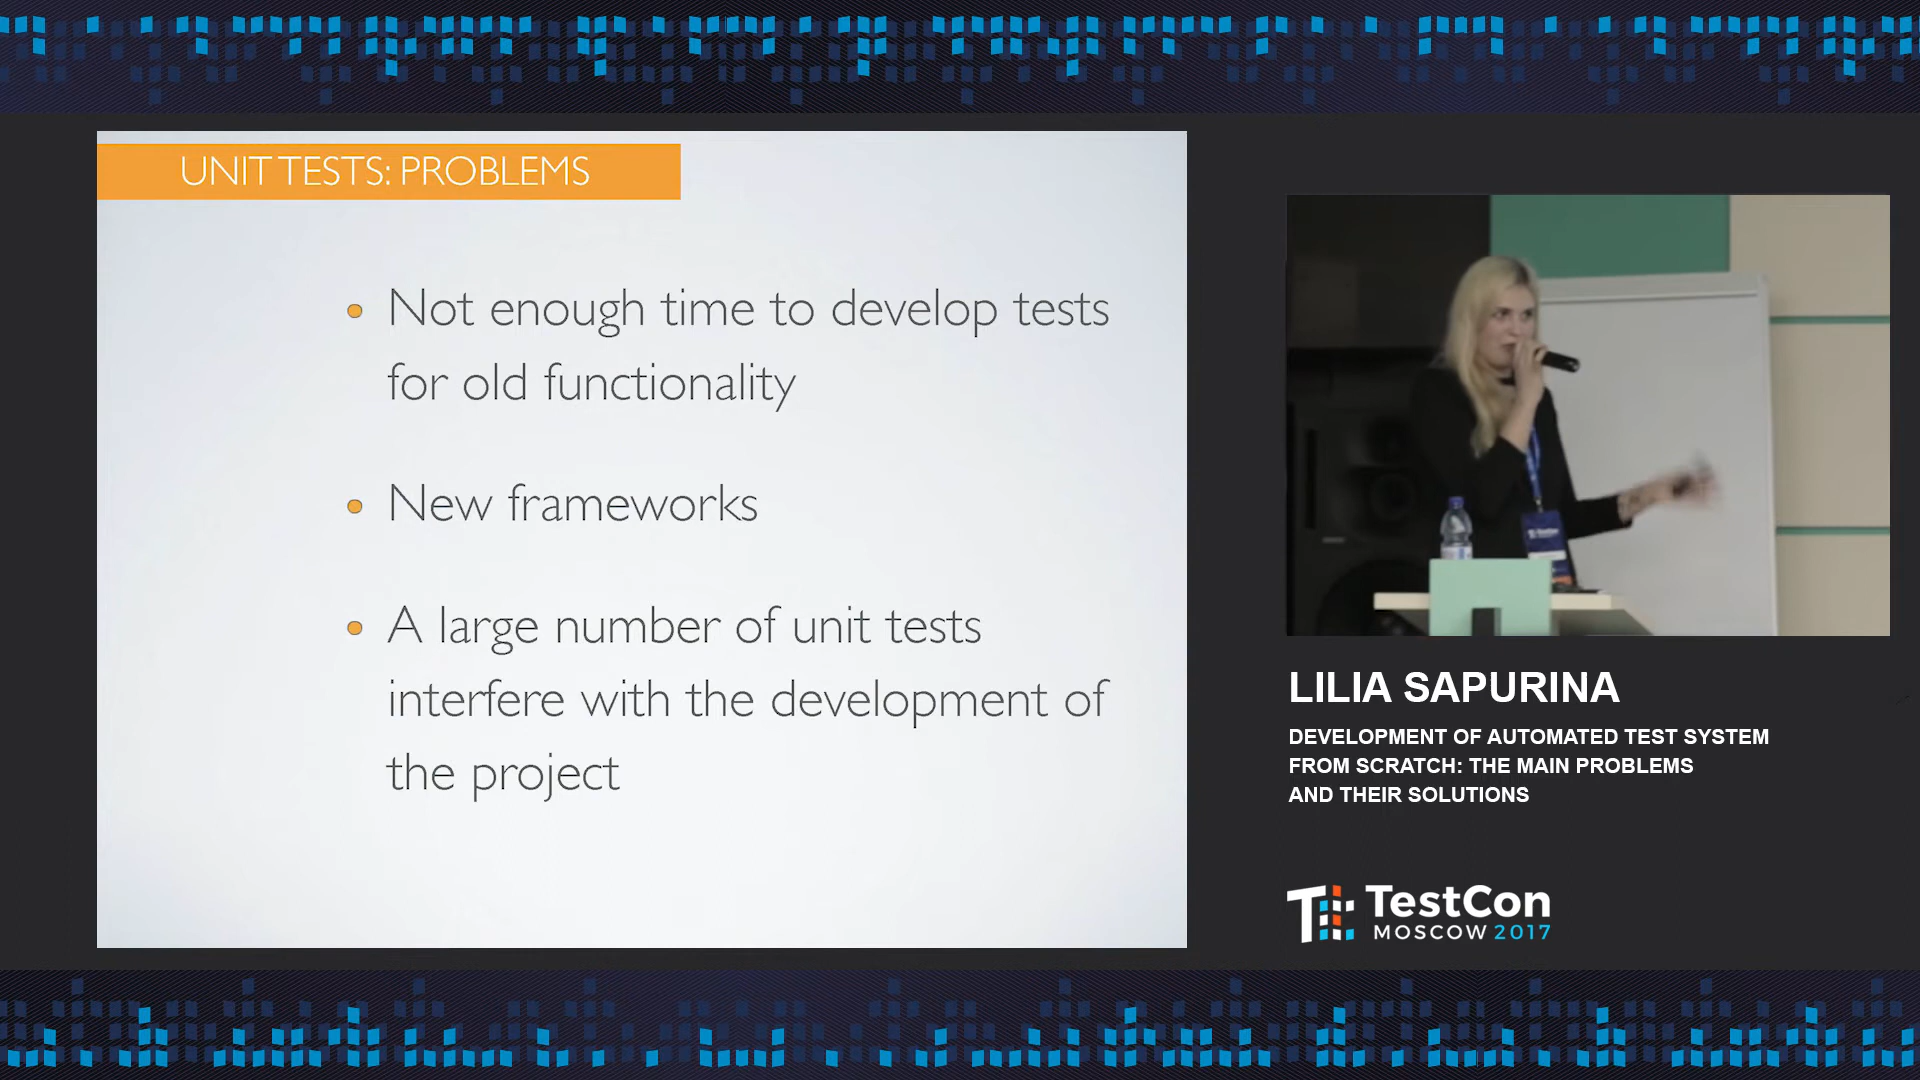 UNIT TESTS: PROBLEMS
Not enough time to develop tests
for old functionality
New frameworks
A large number of unit tests
interfere with the development of
the project
LILIA SAPURINA
DEVELOPMENT OF AUTOMATED TEST SYSTEM
FROM SCRATCH: THE MAIN PROBLEMS
AND THEIR SOLUTIONS
TestCon
MOSCOW 2017